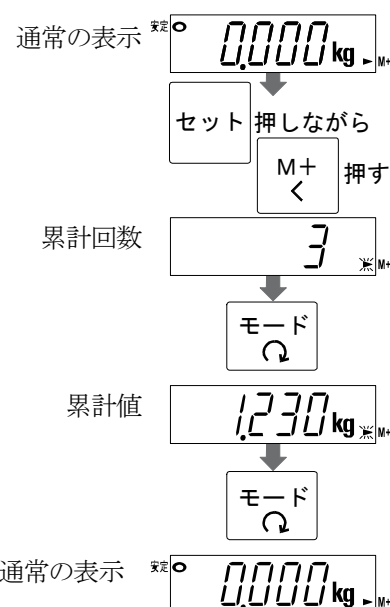 通常の表示 安定 0.000 kg M+
セット 押しながら
M+ 押す
累計回数 3 M+
モード
累計値 1.230 kg M+
モード
通常の表示 安定 0.000 kg M+